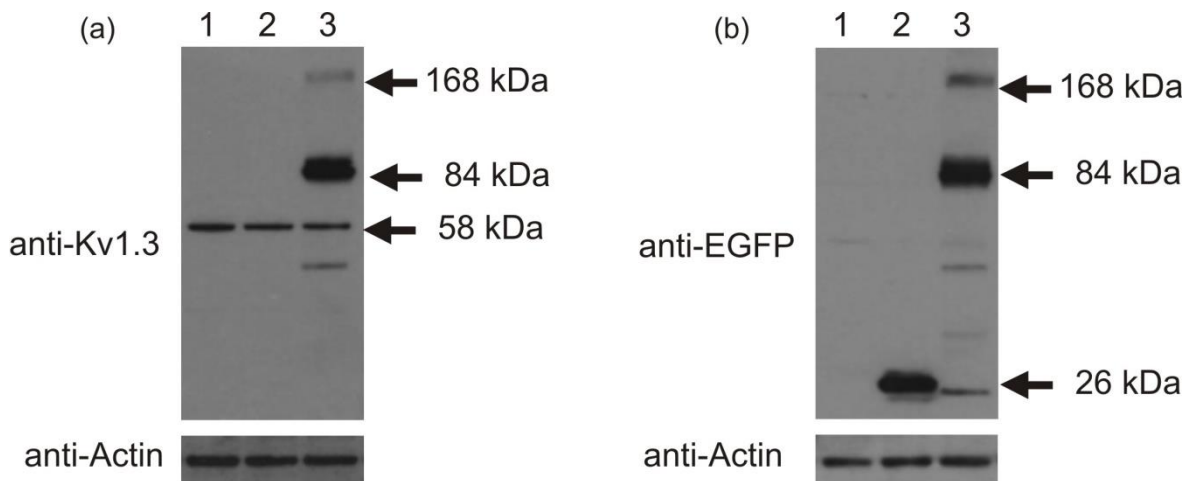 (a) 1 2 3
168 kDa
84 kDa
58 kDa
anti-Kv1.3
anti-Actin
(b) 1 2 3
168 kDa
84 kDa
anti-EGFP
26 kDa
anti-Actin